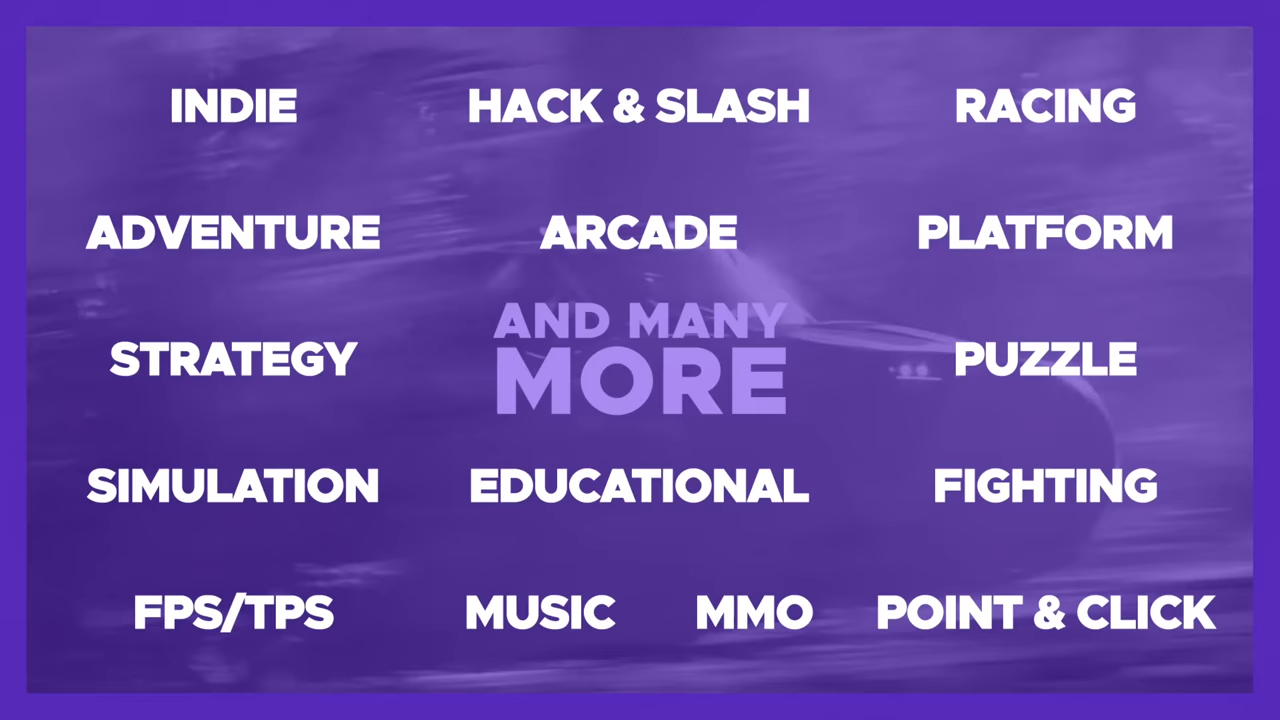 INDIE HACK & SLASH RACING
ADVENTURE ARCADE PLATFORM
AND MANY
STRATEGY MORE PUZZLE
SIMULATION EDUCATIONAL FIGHTING
FPS/TPS MUSIC MMO POINT & CLICK